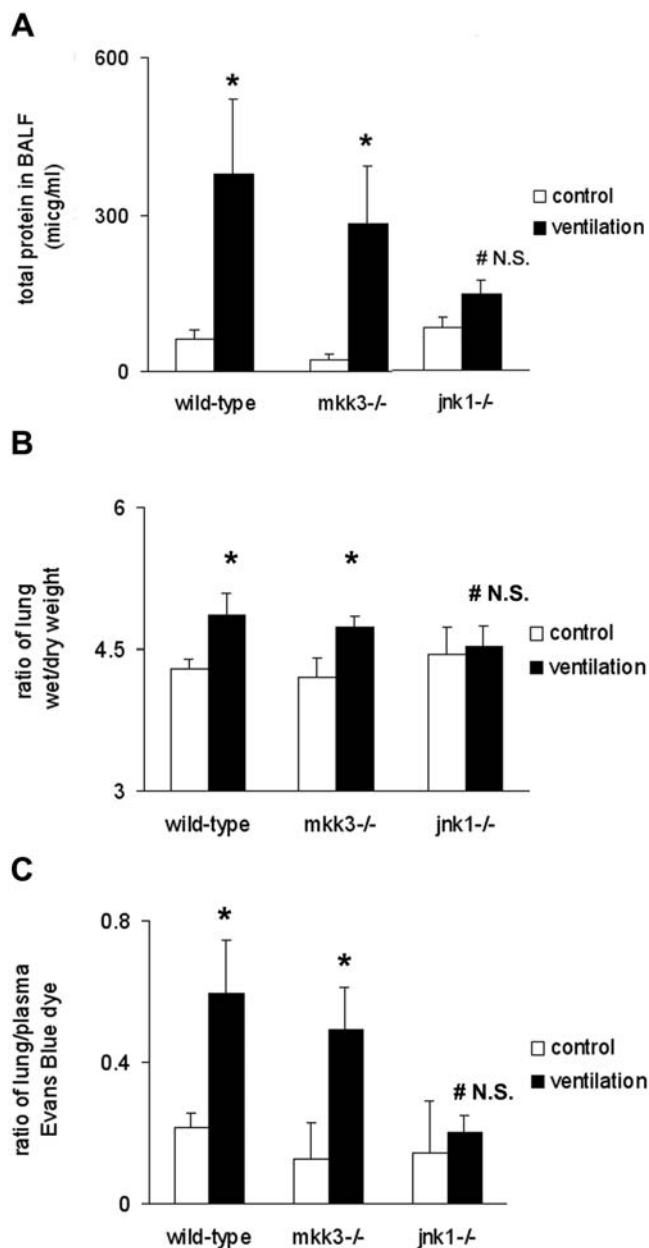 A
600
*
*
total protein in BALF
(micg/ml)
control
300
ventilation
# N.S.
0
wild-type mkk3-/- jnk1-/-
B
6
*
*
# N.S.
ratio of lung
wet/dry weight
control
4.5
ventilation
3
wild-type mkk3-/- jnk1-/-
C
0.8
*
*
ratio of lung/plasma
Evans Blue dye
0.4
control
ventilation
# N.S.
0
wild-type mkk3-/- jnk1-/-